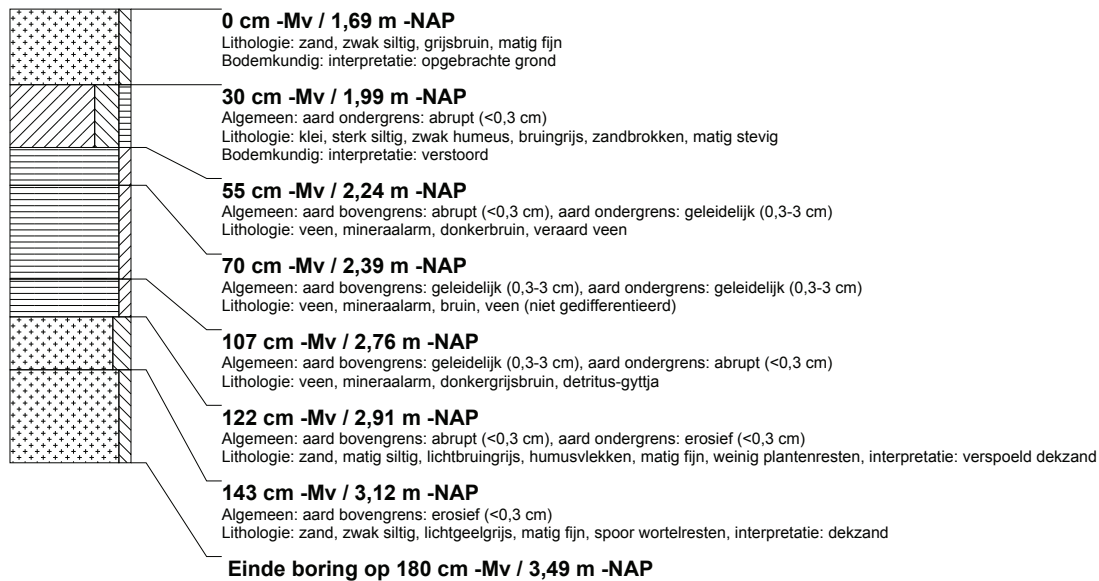 0 cm -Mv / 1,69 m -NAP
Lithologie: zand, zwak siltig, grijsbruin, matig fijn
Bodemkundig: interpretatie: opgebrachte grond
30 cm -Mv / 1,99 m -NAP
Algemeen: aard ondergrens: abrupt (<0,3 cm)
Lithologie: klei, sterk siltig, zwak humeus, bruingrijs, zandbrokken, matig stevig
Bodemkundig: interpretatie: verstoord
55 cm -Mv / 2,24 m -NAP
Algemeen: aard bovengrens: abrupt (<0,3 cm), aard ondergrens: geleidelijk (0,3-3 cm)
Lithologie: veen, mineraalarm, donkerbruin, veraard veen
70 cm -Mv / 2,39 m -NAP
Algemeen: aard bovengrens: geleidelijk (0,3-3 cm), aard ondergrens: geleidelijk (0,3-3 cm)
Lithologie: veen, mineraalarm, bruin, veen (niet gedifferentieerd)
107 cm -Mv / 2,76 m -NAP
Algemeen: aard bovengrens: geleidelijk (0,3-3 cm), aard ondergrens: abrupt (<0,3 cm)
Lithologie: veen, mineraalarm, donkergrijsbruin, detritus-gyttja
122 cm -Mv / 2,91 m -NAP
Algemeen: aard bovengrens: abrupt (<0,3 cm), aard ondergrens: erosief (<0,3 cm)
Lithologie: zand, matig siltig, lichtbruingrijs, humusvlekken, matig fijn, weinig plantenresten, interpretatie: verspoeld dekzand
143 cm -Mv / 3,12 m -NAP
Algemeen: aard bovengrens: erosief (<0,3 cm)
Lithologie: zand, zwak siltig, lichtgeelgrijs, matig fijn, spoor wortelresten, interpretatie: dekzand
Einde boring op 180 cm -Mv / 3,49 m -NAP